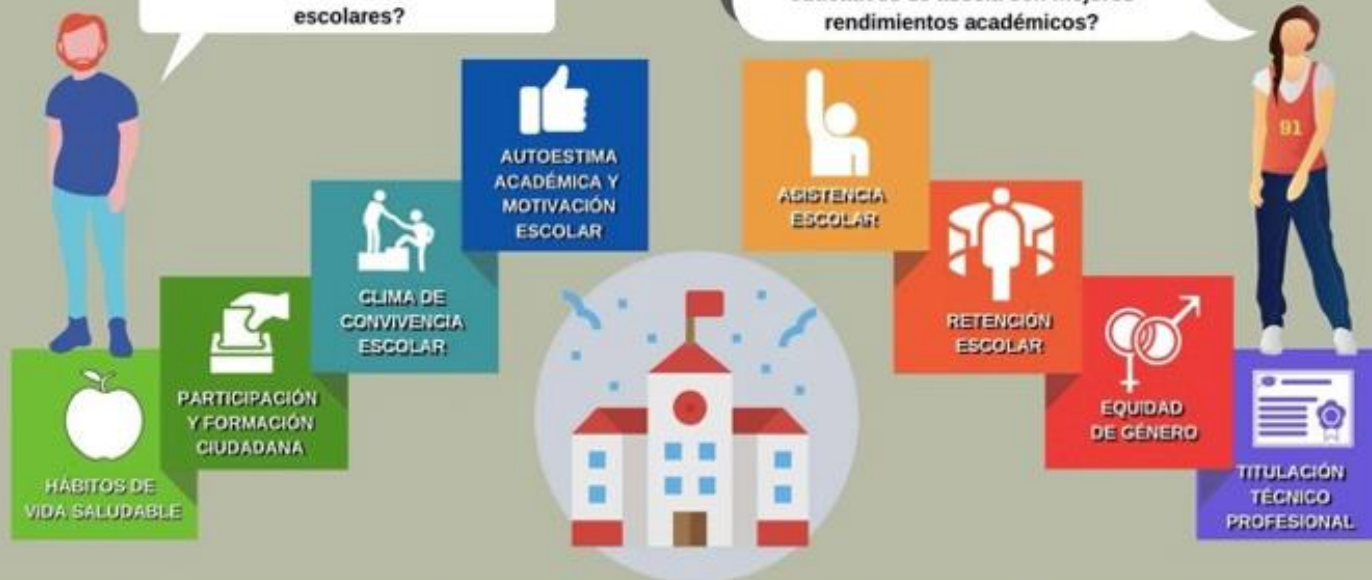 escolares?
rendimientos académicos?
AUTOESTIMA
ACADÉMICA Y
MOTIVACIÓN
ESCOLAR
ASISTENCIA
ESCOLAR
91
CLIMA DE
CONVIVENCIA
ESCOLAR
RETENCIÓN
ESCOLAR
PARTICIPACIÓN
Y FORMACIÓN
CIUDADANA
EQUIDAD
DE GÉNERO
HÁBITOS DE
VIDA SALUDABLE
TITULACIÓN
TÉCNICO
PROFESIONAL